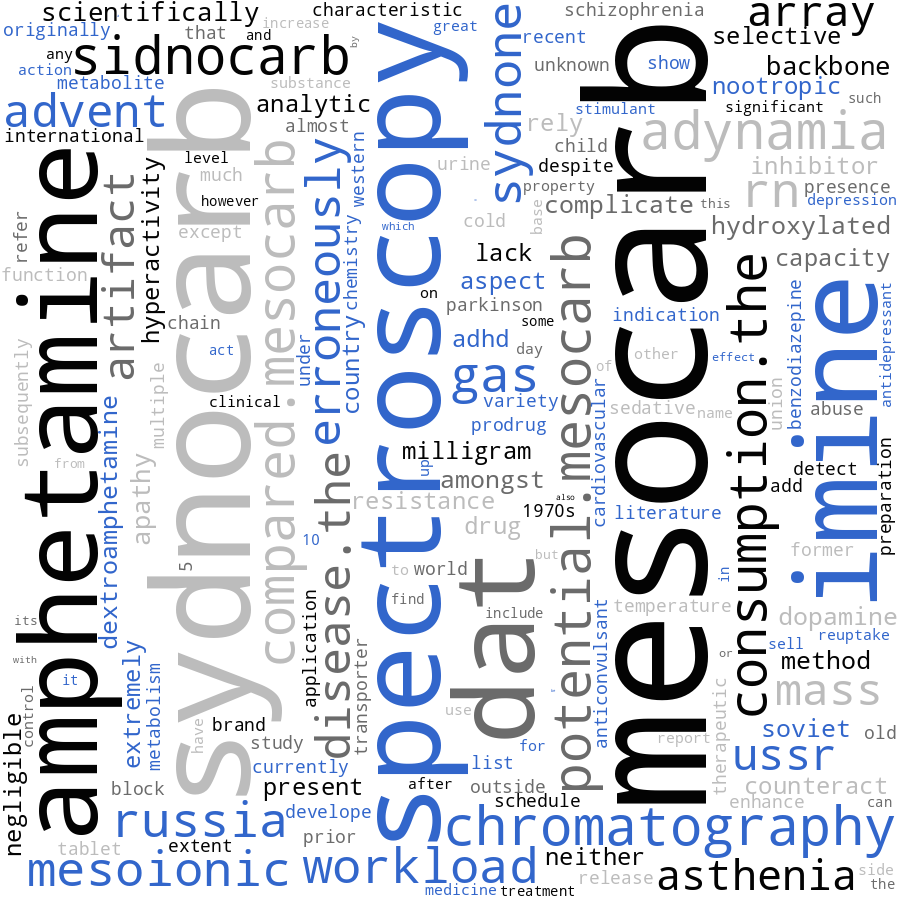 scientifically
characteristic
schizophrenia
array
originally
that
and
increase
by
great
sydnone
recent
selective
any
sidnocarb
action
metabolite
substance
unknown
show
backbone
nootropic
advent
analytic
stimulant
significant
such
international
almost
rely
adynamia
child
level
much
western
urine
despite
inhibitor
however
property
rn
presence
depression
refer
artifact
hyperactivity
except
which
cold
base
complicate
this
hydroxylated
function
chain
erroneously
chemistry
country
lack
aspect
on
parkinson
some
capacity
amphetamine
sydnocarb
compared.mesocarb
spectroscopy
potential.mesocarb
mesocarb
consumption.the
imine
indication
benzodiazepine
antidepressant
act
under
adhd
day
other
effect
subsequently
multiple
gas
variety
of
sedative
name
union
abuse
clinical
prodrug
cardiovascular
dextroamphetamine
apathy
from
disease.the
milligram
up
amongst
detect
add
preparation
resistance
also
1970s
literature
drug
10
but
former
5
to
world
in
find
include
temperature
dopamine
its
application
dat
anticonvulsant
reuptake
sell
with
it
extremely
metabolism
transporter
or
method
control
have
use
therapeutic
mass
negligible
brand
study
for
report
soviet
old
currently
list
ussr
block
present
after
outside
schedule
counteract
enhance
can
russia
develope
prior
chromatography
tablet
extent
neither
mesoionic
workload
release
asthenia
side
the
medicine
treatment